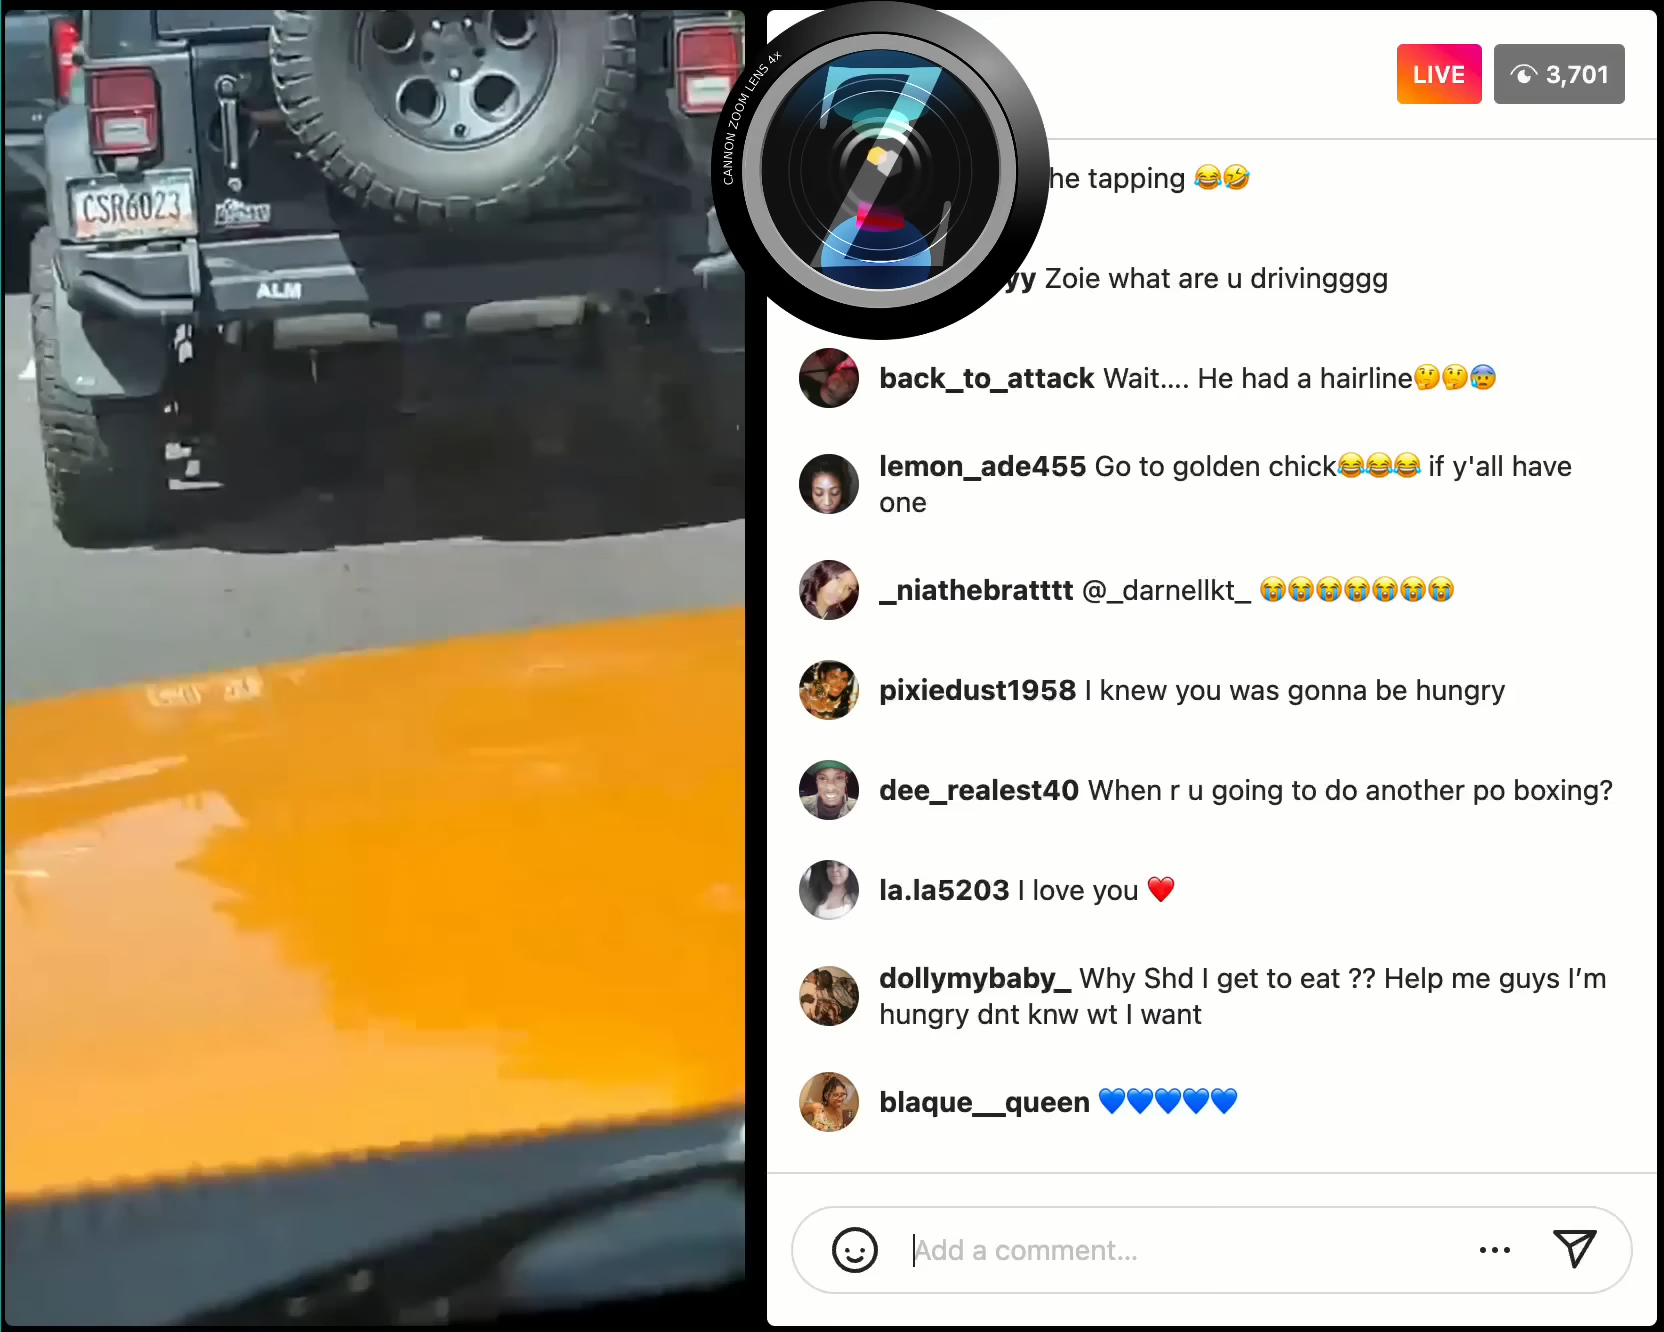 CSR6023
ALM
CANNON ZOOM LENS 4x
Z
LIVE
3,701
he tapping 😂🤣
yy Zoie what are u drivingggg
back_to_attack Wait.... He had a hairline🤔🤔😰
lemon_ade455 Go to golden chick😂😂😂 if y'all have
one
_niathebratttt @_darnellkt_ 😭😭😭😭😭😭😭
pixiedust1958 I knew you was gonna be hungry
dee_realest40 When r u going to do another po boxing?
la.la5203 I love you ❤️
dollymybaby_ Why Shd I get to eat ?? Help me guys I’m
hungry dnt knw wt I want
blaque__queen 💙💙💙💙💙
Add a comment...